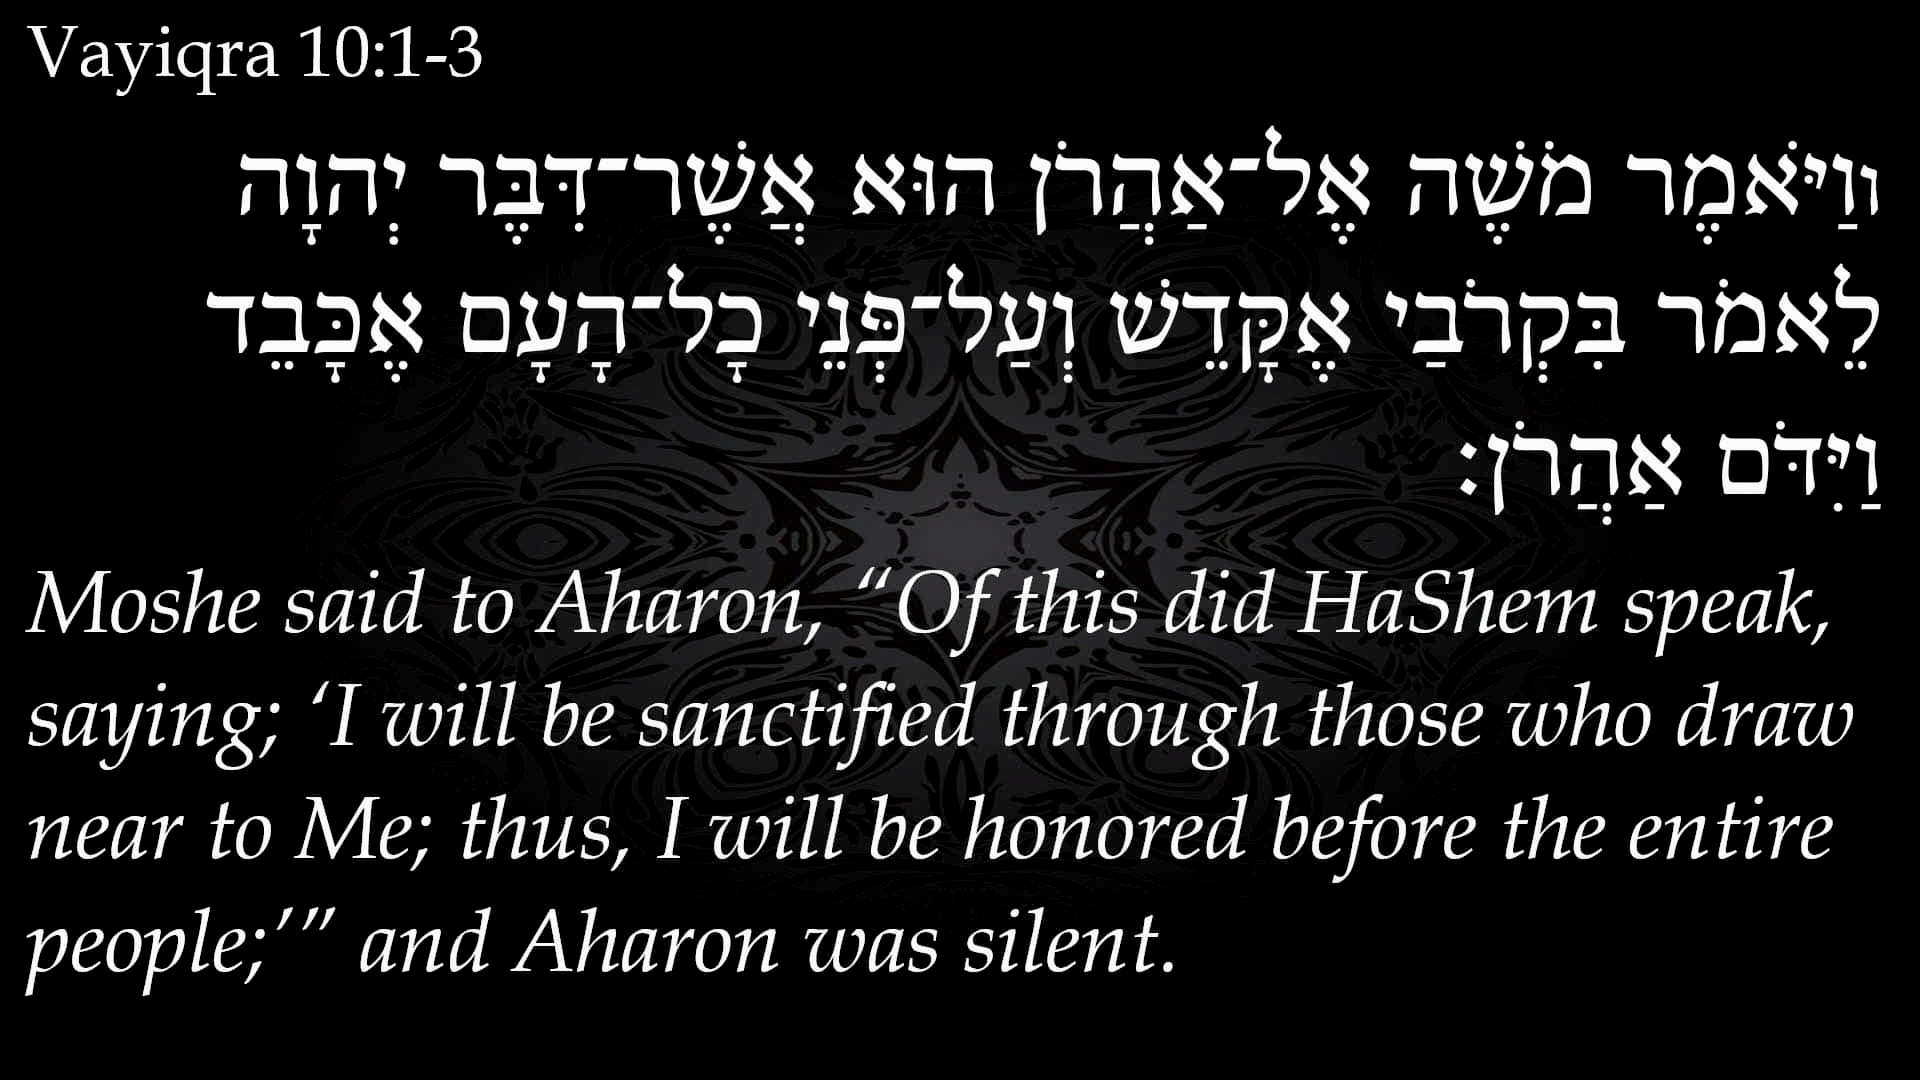 Vayiqra 10:1-3
ווַיֹּאמֶר מֹשֶׁה אֶל־אַהֲרֹן הוּא אֲשֶׁר־דִּבֶּר יְהוָה
לֵאמֹר בִּקְרֹבַי אֶקָּדֵשׁ וְעַל־פְּנֵי כָל־הָעָם אֶכָּבֵד
וַיִּדֹּם אַהֲרֹן׃
Moshe said to Aharon, “Of this did HaShem speak,
saying; ‘I will be sanctified through those who draw
near to Me; thus, I will be honored before the entire
people;’” and Aharon was silent.